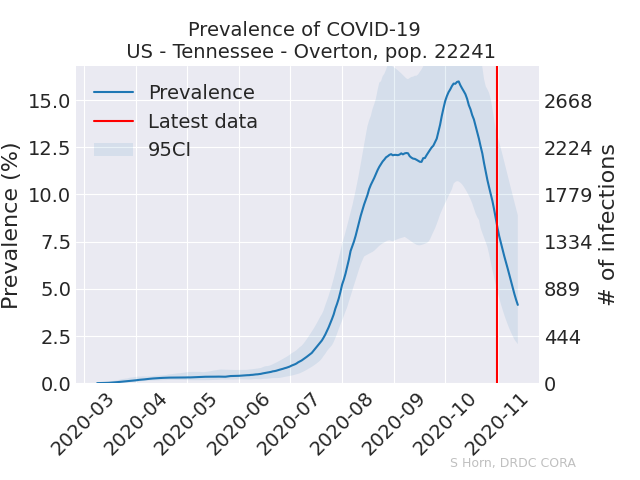 Prevalence of COVID-19
US - Tennessee - Overton, pop. 22241
Prevalence
Latest data
95CI
Prevalence (%)
15.0
12.5
10.0
7.5
5.0
2.5
0.0
2668
2224
1779
1334
889
444
0
# of infections
2020-03
2020-04
2020-05
2020-06
2020-07
2020-08
2020-09
2020-10
2020-11
S Horn, DRDC CORA